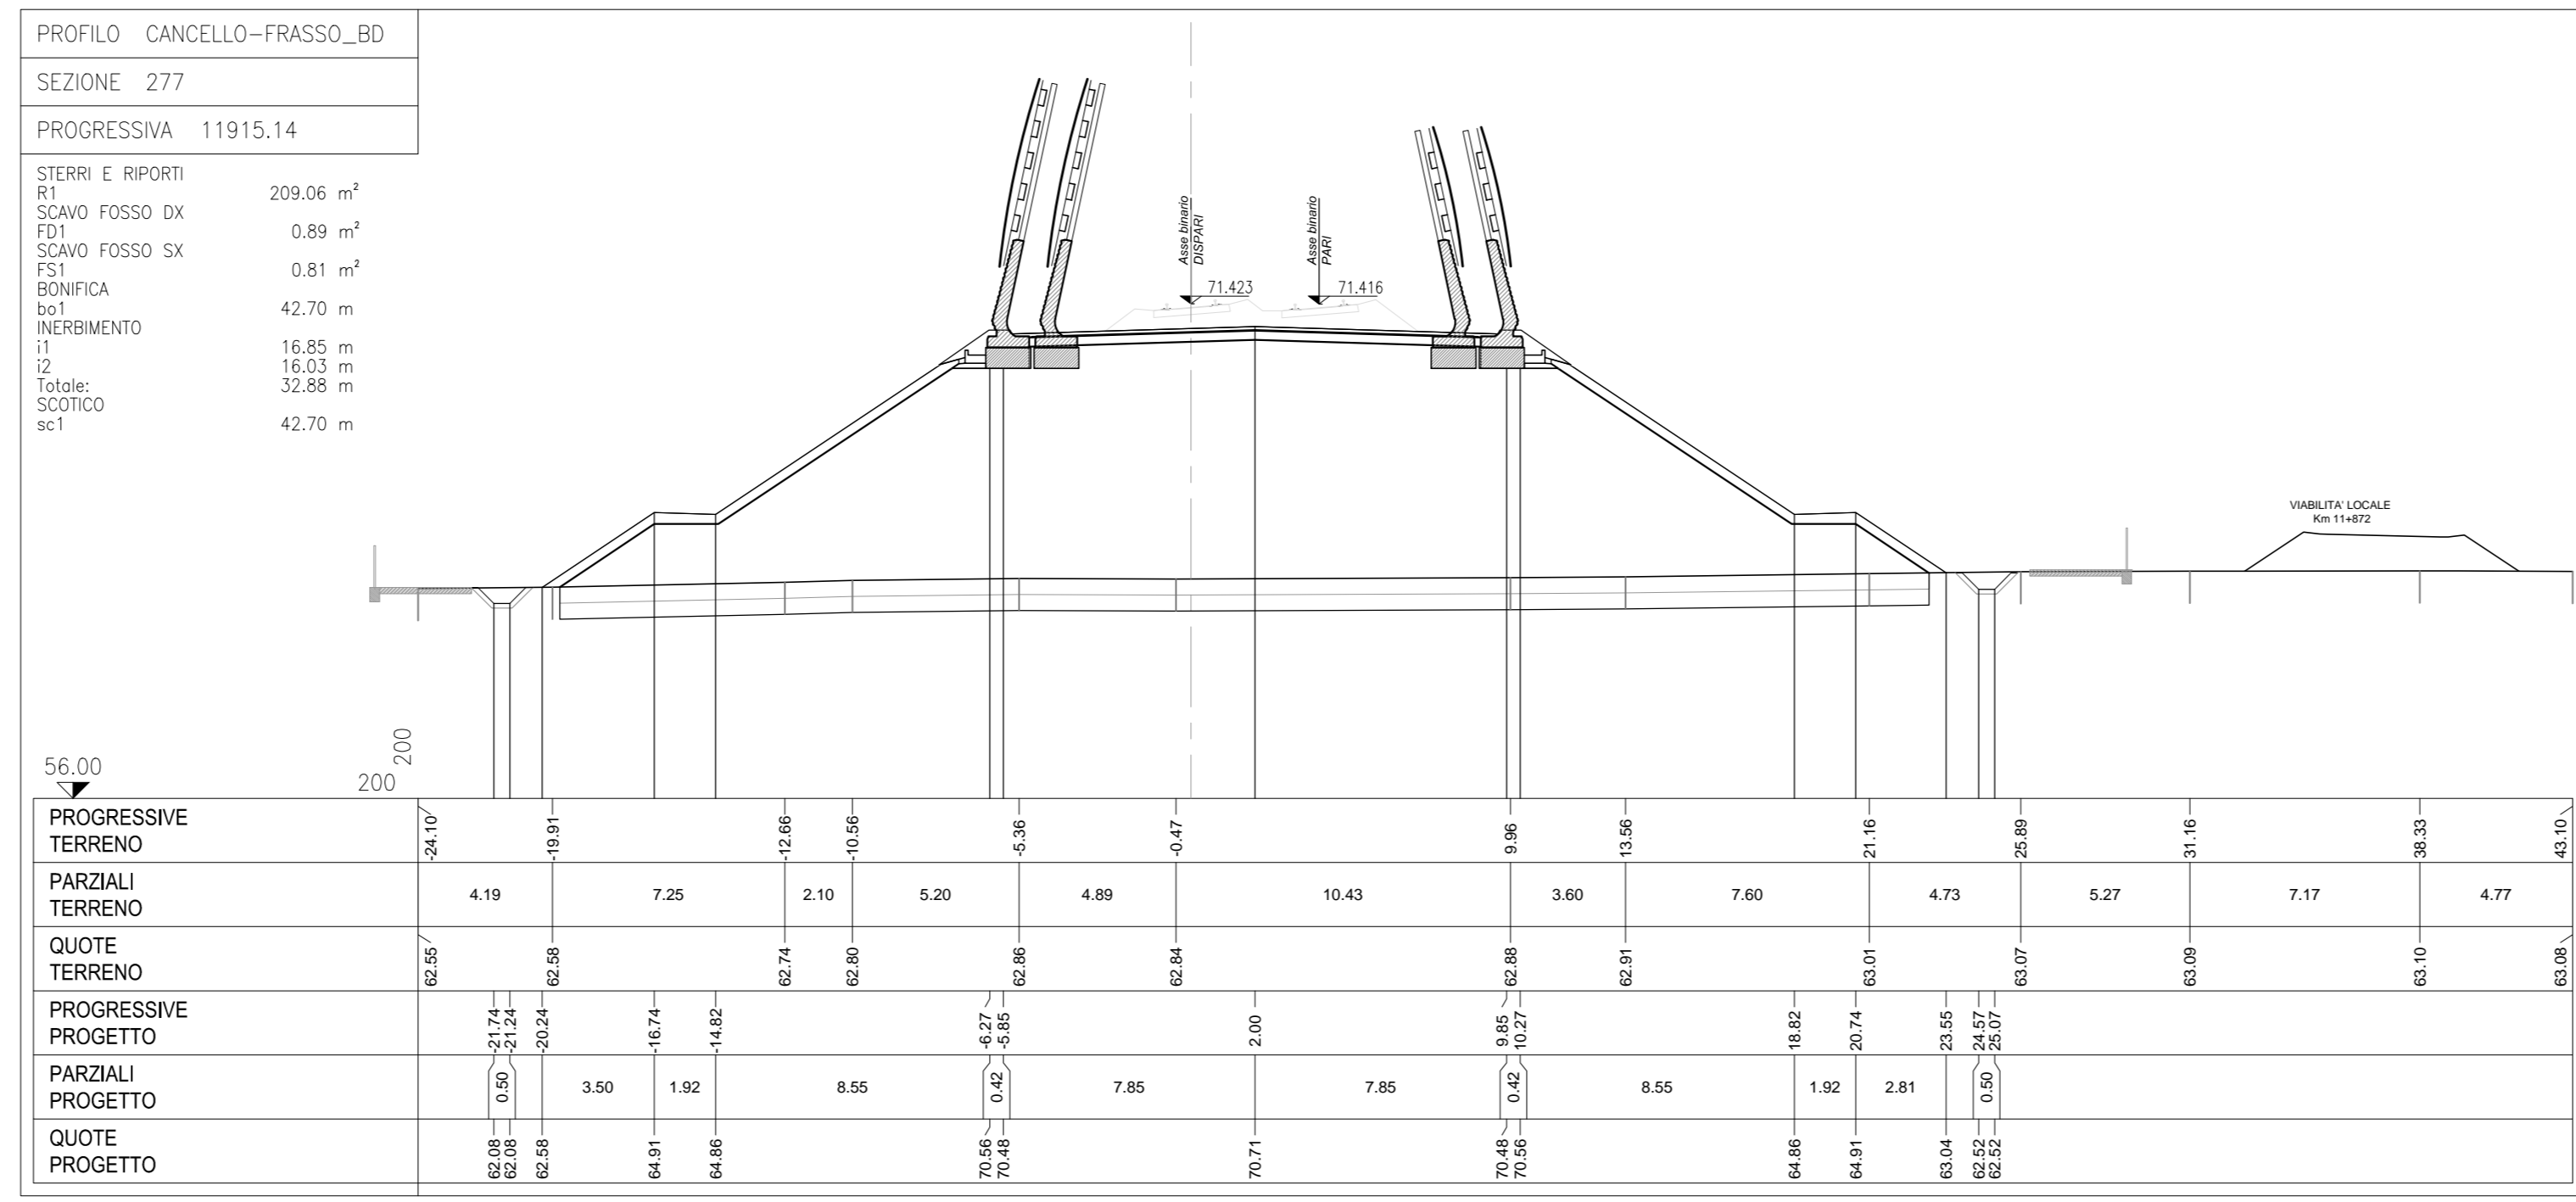 PROFILO CANCELLO-FRASSO_BD
SEZIONE 277
PROGRESSIVA 11915.14
STERRI E RIPORTI
R1 209.06 m²
SCAVO FOSSO DX
FD1 0.89 m²
SCAVO FOSSO SX
FS1 0.81 m²
BONIFICA
bo1 42.70 m
INERBIMENTO
i1 16.85 m
i2 16.03 m
Totale: 32.88 m
SCOTICO
sc1 42.70 m
Asse binario
DISPARI
71.423
Asse binario
PARI
71.416
VIABILITA' LOCALE
Km 11+872
56.00
200
200
PROGRESSIVE
TERRENO
-24.10 -19.91 -12.66 -10.56 -5.36 -0.47 9.96 13.56 21.16 25.89 31.16 38.33 43.10
PARZIALI
TERRENO
4.19 7.25 2.10 5.20 4.89 10.43 3.60 7.60 4.73 5.27 7.17 4.77
QUOTE
TERRENO
62.55 62.58 62.74 62.80 62.86 62.84 62.88 62.91 63.01 63.07 63.09 63.10 63.08
PROGRESSIVE
PROGETTO
-21.74 -21.24 -20.24 -16.74 -14.82 -6.27 -5.85 2.00 9.85 10.27 18.82 20.74 23.55 24.57 25.07
PARZIALI
PROGETTO
0.50 3.50 1.92 8.55 0.42 7.85 7.85 0.42 8.55 1.92 2.81 0.50
QUOTE
PROGETTO
62.08 62.08 62.58 64.91 64.86 70.56 70.48 70.71 70.48 70.56 64.86 64.91 63.04 62.52 62.52